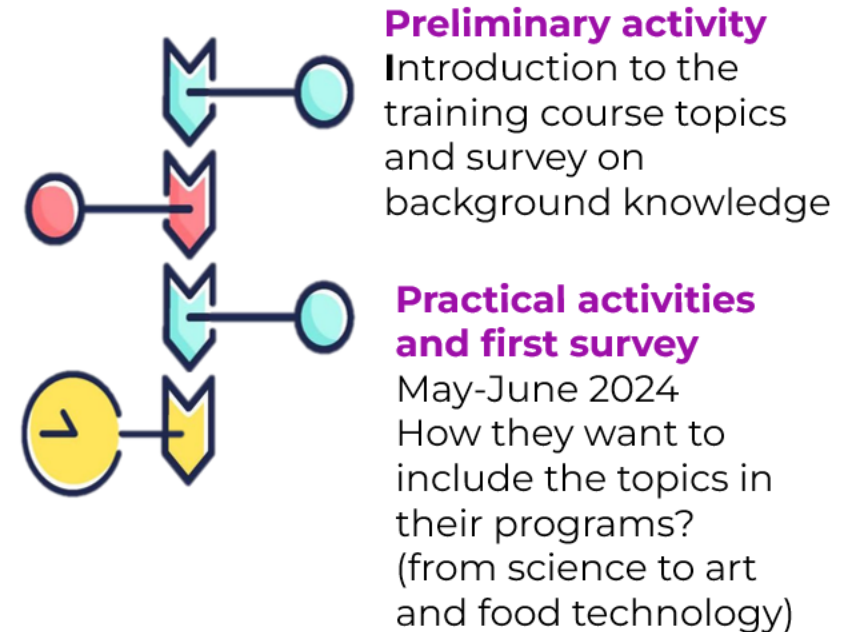 Preliminary activity
Introduction to the
training course topics
and survey on
background knowledge
Practical activities
and first survey
May-June 2024
How they want to
include the topics in
their programs?
(from science to art
and food technology)